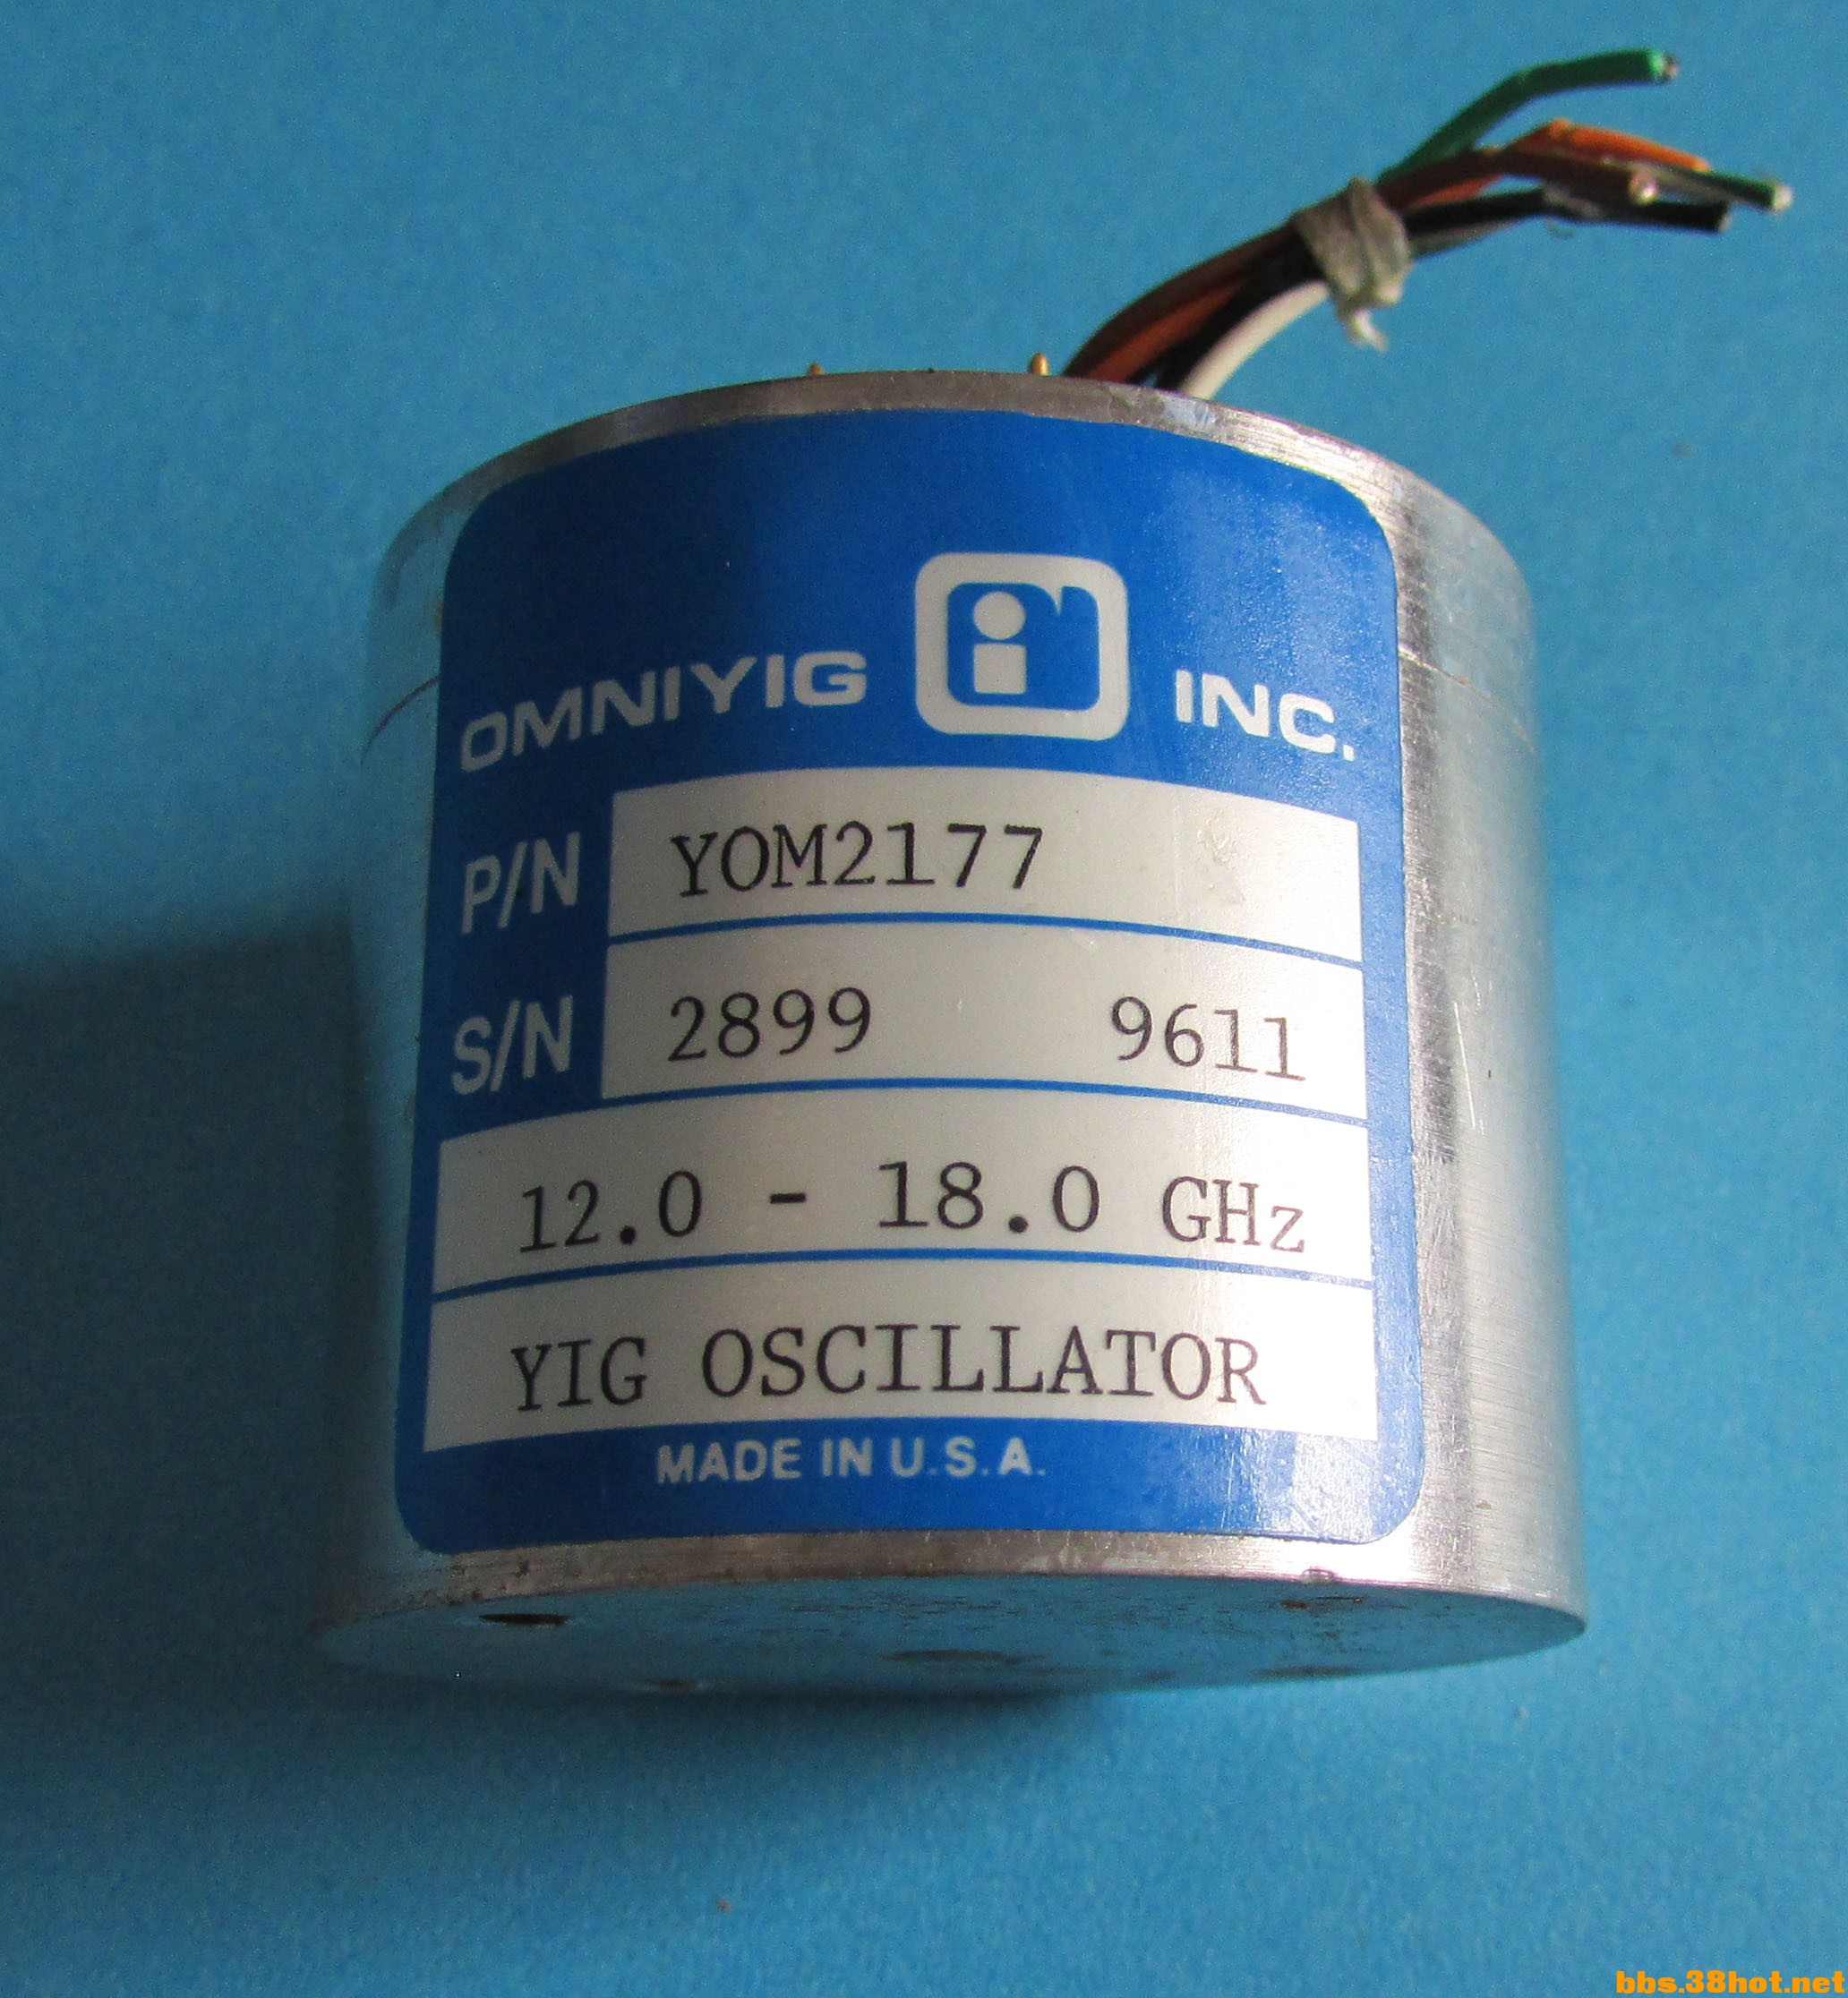 OMNIYIG i INC.
P/N YOM2177
S/N 2899 9611
12.0 - 18.0 GHz
YIG OSCILLATOR
MADE IN U.S.A.
bbs.38hot.net